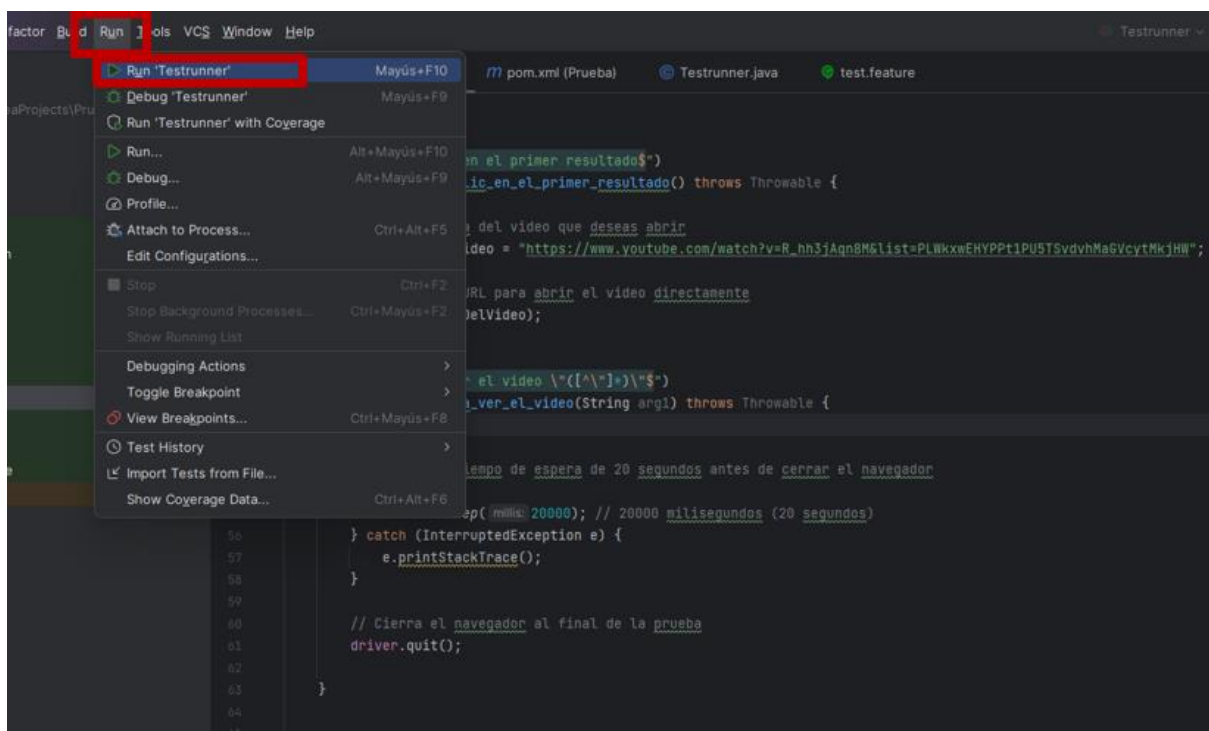 factor Build Run Tools VCS Window Help
Testrunner
Run 'Testrunner' Mayús+F10
pom.xml (Prueba) Testrunner.java test.feature
Debug 'Testrunner' Mayús+F9
Run 'Testrunner' with Coverage
Run... Alt+Mayús+F10
en el primer resultado$")
Debug... Alt+Mayús+F9
ic_en_el_primer_resultado() throws Throwable {
Profile...
Attach to Process... Ctrl+Alt+F5
del video que deseas abrir
Edit Configurations...
ideo = "https://www.youtube.com/watch?v=R_hh3jAqn8M&list=PLWkxwEHYPPt1PU5TSvdvhMaGVcytMkjHW";
Stop Ctrl+F2
URL para abrir el video directamente
Stop Background Processes... Ctrl+Mayús+F2
DelVideo);
Show Running List
Debugging Actions
el video \"([^\"]*)\"$")
Toggle Breakpoint
_ver_el_video(String arg1) throws Throwable {
View Breakpoints... Ctrl+Mayús+F8
Test History
iempo de espera de 20 segundos antes de cerrar el navegador
Import Tests from File...
Show Coverage Data... Ctrl+Alt+F6
ep( millis: 20000); // 20000 milisegundos (20 segundos)
56 } catch (InterruptedException e) {
57 e.printStackTrace();
58 }
59
60 // Cierra el navegador al final de la prueba
61 driver.quit();
62
63 }
64